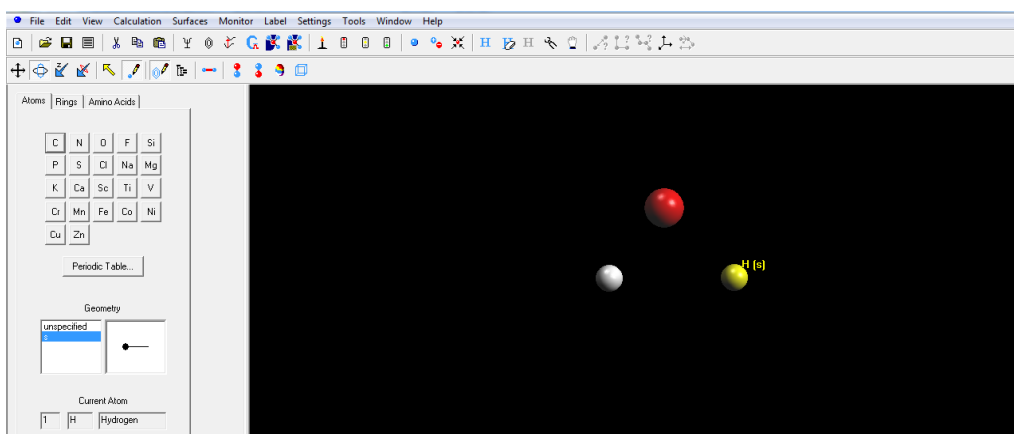 File Edit View Calculation Surfaces Monitor Label Settings Tools Window Help
H H₂ H
Atoms Rings Amino Acids
C N O F Si
P S Cl Na Mg
K Ca Sc Ti V
Cr Mn Fe Co Ni
Cu Zn
Periodic Table...
Geometry
unspecified
s
Current Atom
1 H Hydrogen
H (s)